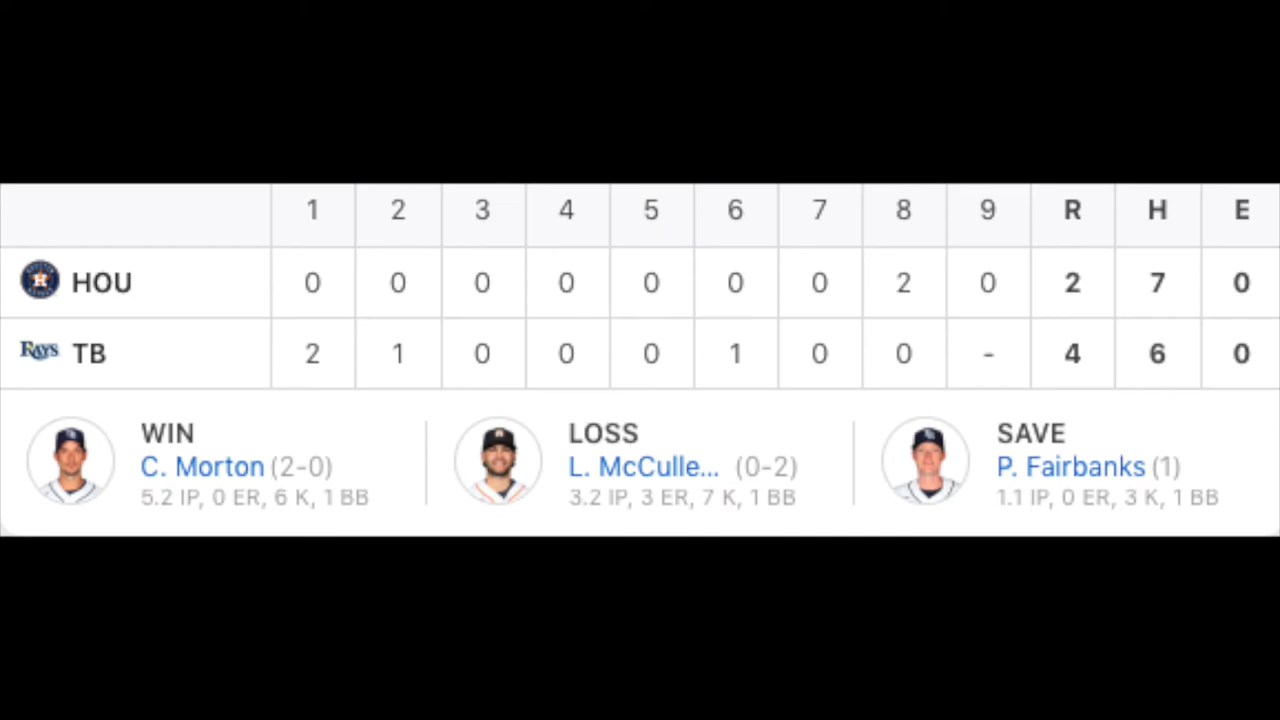 1 2 3 4 5 6 7 8 9 R H E
HOU 0 0 0 0 0 0 0 2 0 2 7 0
RAYS TB 2 1 0 0 0 1 0 0 - 4 6 0
WIN
C. Morton (2-0)
5.2 IP, 0 ER, 6 K, 1 BB
LOSS
L. McCulle... (0-2)
3.2 IP, 3 ER, 7 K, 1 BB
SAVE
P. Fairbanks (1)
1.1 IP, 0 ER, 3 K, 1 BB